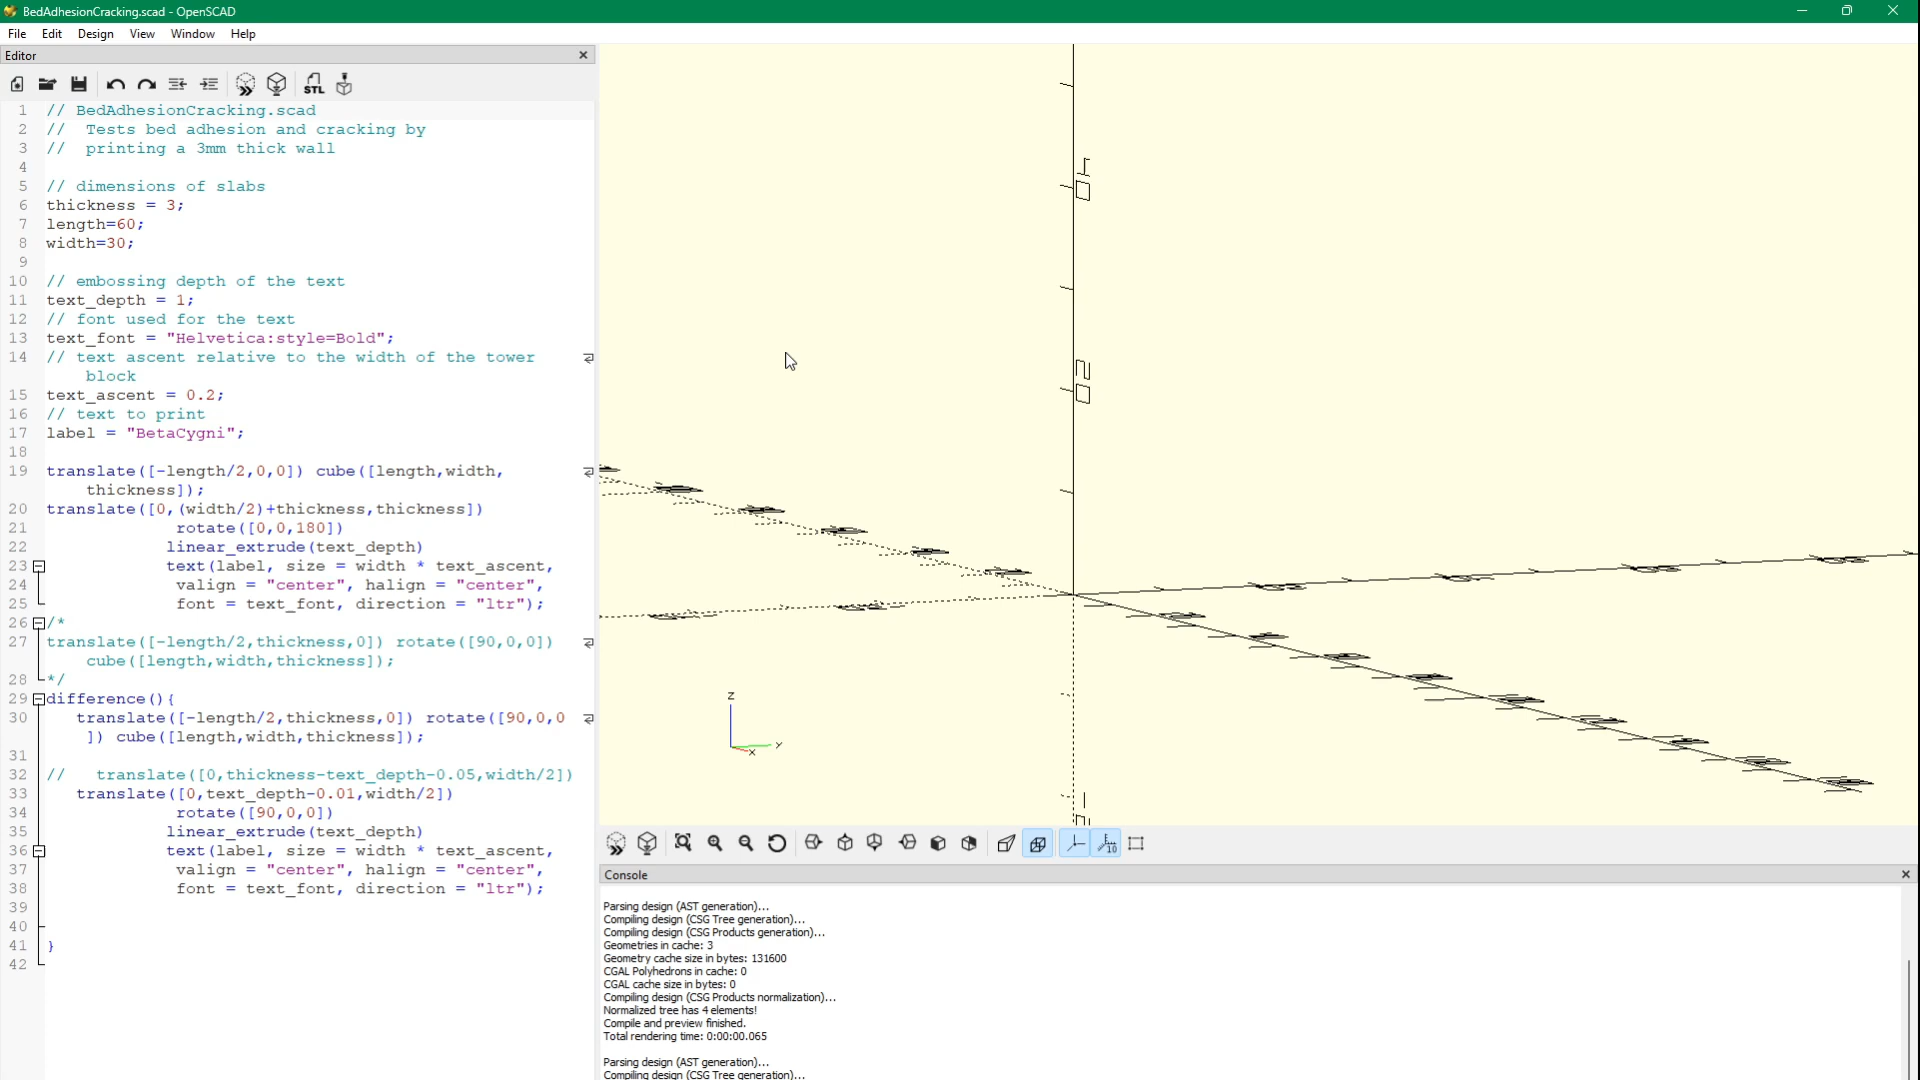 BedAdhesionCracking.scad - OpenSCAD
File Edit Design View Window Help
Editor
STL
1 // BedAdhesionCracking.scad
2 //  Tests bed adhesion and cracking by
3 //  printing a 3mm thick wall
4
5 // dimensions of slabs
6 thickness = 3;
7 length=60;
8 width=30;
9
10 // embossing depth of the text
11 text_depth = 1;
12 // font used for the text
13 text_font = "Helvetica:style=Bold";
14 // text ascent relative to the width of the tower
block
15 text_ascent = 0.2;
16 // text to print
17 label = "BetaCygni";
18
19 translate([-length/2,0,0]) cube([length,width,
thickness]);
20 translate([0,(width/2)+thickness,thickness])
21 rotate([0,0,180])
22 linear_extrude(text_depth)
23 text(label, size = width * text_ascent,
24 valign = "center", halign = "center",
25 font = text_font, direction = "ltr");
26 /*
27 translate([-length/2,thickness,0]) rotate([90,0,0])
cube([length,width,thickness]);
28 */
29 difference(){
30 translate([-length/2,thickness,0]) rotate([90,0,0
]) cube([length,width,thickness]);
31
32 //   translate([0,thickness-text_depth-0.05,width/2])
33 translate([0,text_depth-0.01,width/2])
34 rotate([90,0,0])
35 linear_extrude(text_depth)
36 text(label, size = width * text_ascent,
37 valign = "center", halign = "center",
38 font = text_font, direction = "ltr");
39
40
41 }
42
z
y
x
10
Console
Parsing design (AST generation)...
Compiling design (CSG Tree generation)...
Compiling design (CSG Products generation)...
Geometries in cache: 3
Geometry cache size in bytes: 131600
CGAL Polyhedrons in cache: 0
CGAL cache size in bytes: 0
Compiling design (CSG Products normalization)...
Normalized tree has 4 elements!
Compile and preview finished.
Total rendering time: 0:00:00.065
Parsing design (AST generation)...
Compiling design (CSG Tree generation)...